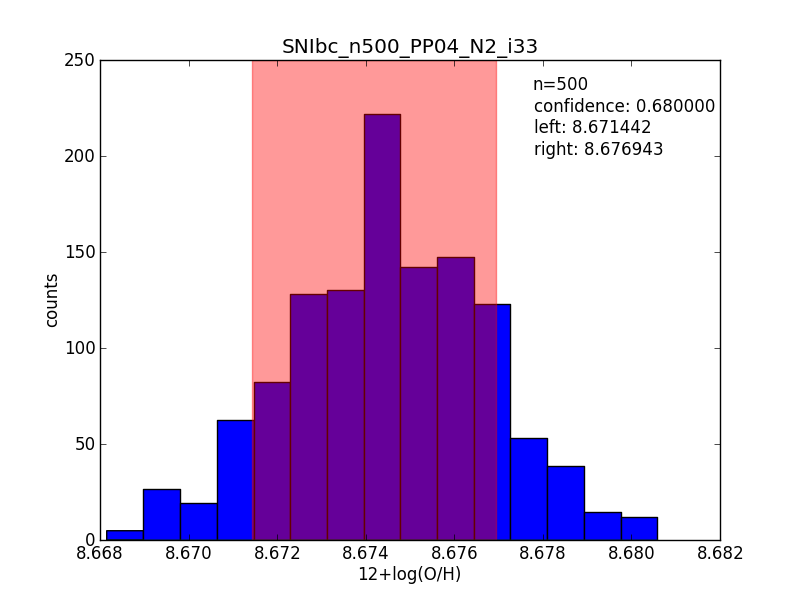 SNIbc_n500_PP04_N2_i33
250
200
150
100
50
0
counts
n=500
confidence: 0.680000
left: 8.671442
right: 8.676943
8.668 8.670 8.672 8.674 8.676 8.678 8.680 8.682
12+log(O/H)